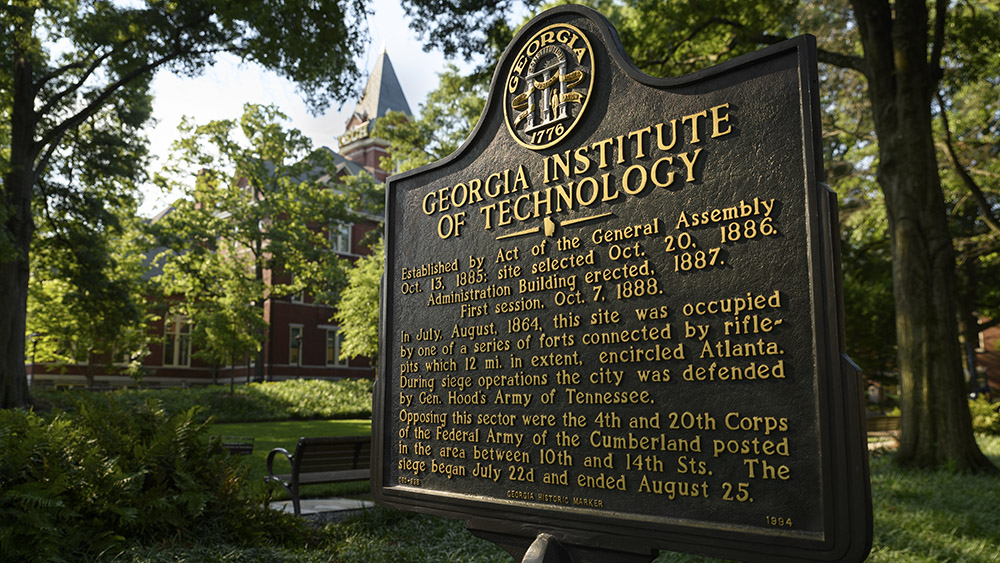 GEORGIA
CONSTITUTION
1776
GEORGIA INSTITUTE
OF TECHNOLOGY
Established by Act of the General Assembly
Oct. 13, 1885; site selected Oct. 20, 1886.
Administration Building erected, 1887.
First session, Oct. 7, 1888.
In July, August, 1864, this site was occupied
by one of a series of forts connected by rifle-
pits which 12 mi. in extent, encircled Atlanta.
During siege operations the city was defended
by Gen. Hood's Army of Tennessee.
Opposing this sector were the 4th and 20th Corps
of the Federal Army of the Cumberland posted
in the area between 10th and 14th Sts. The
siege began July 22d and ended August 25.
GEORGIA HISTORIC MARKER
1994